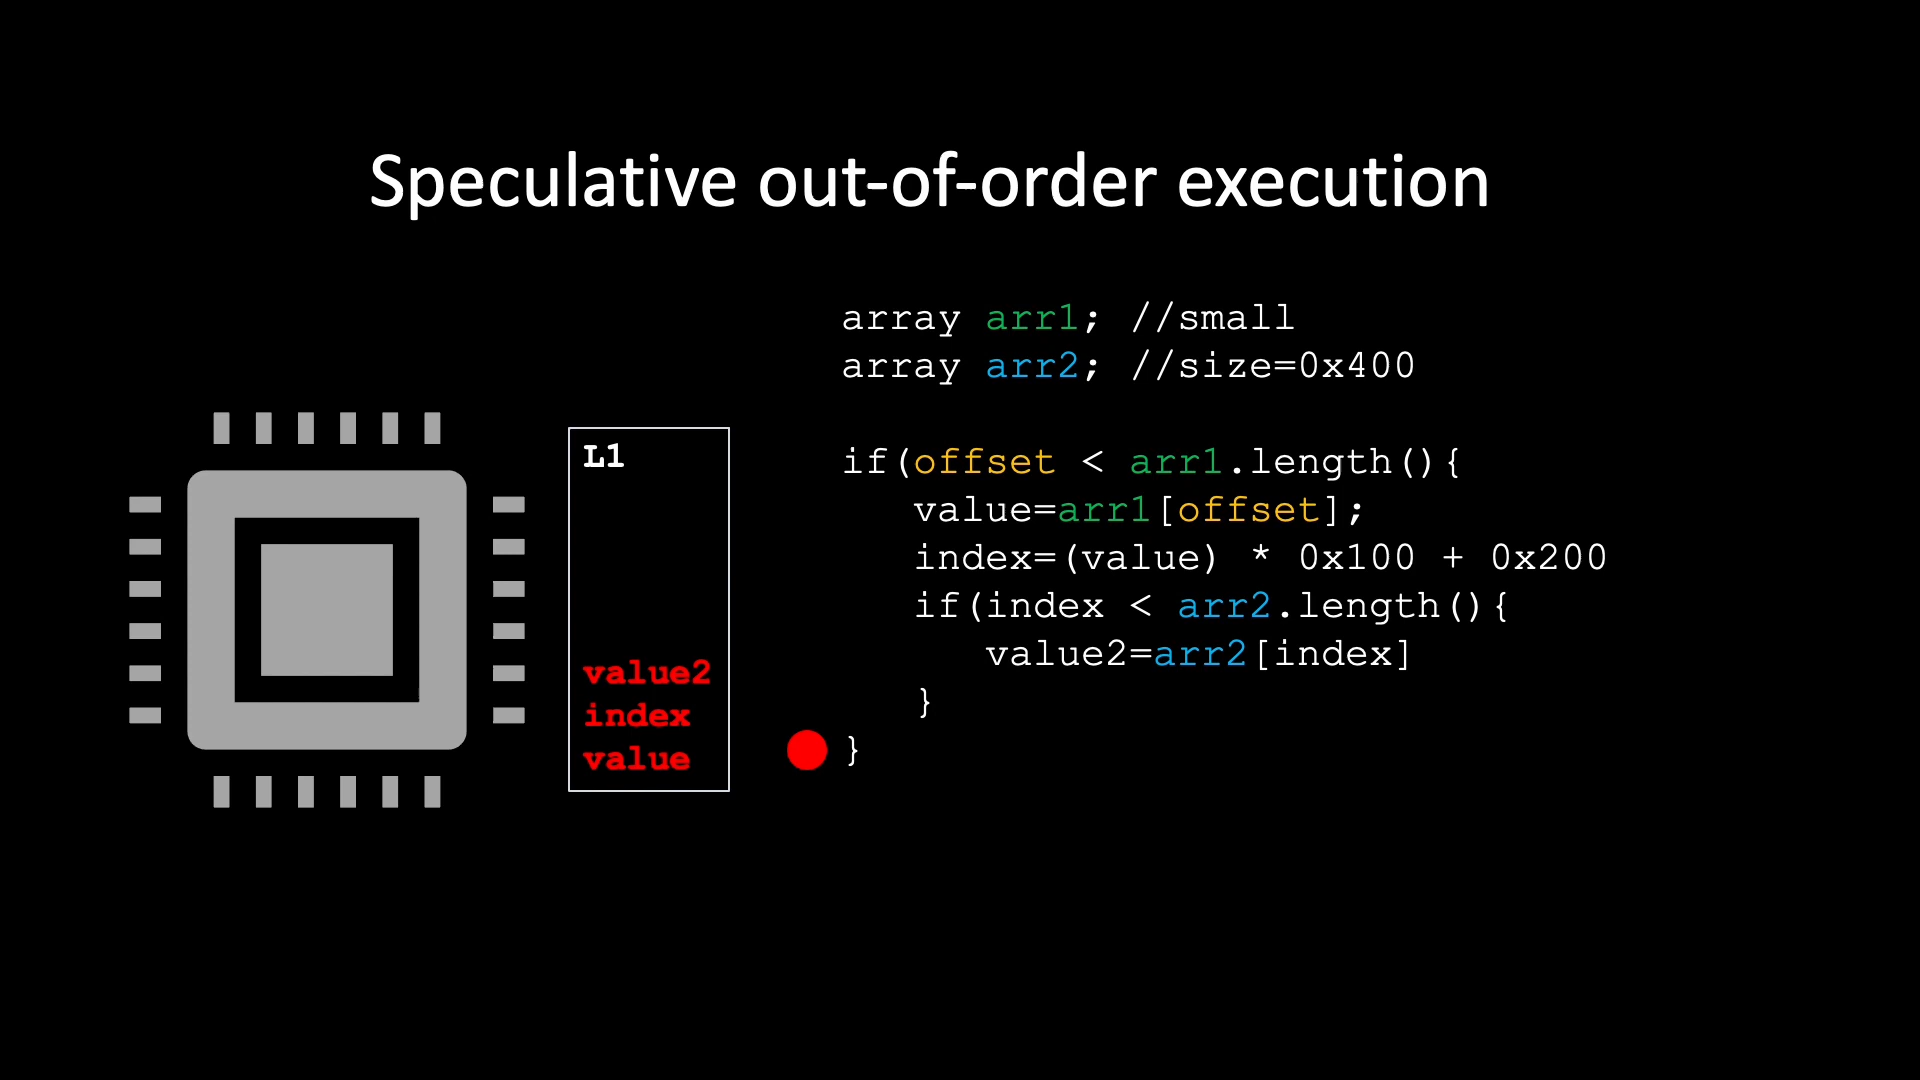 Speculative out-of-order execution
array arr1; //small
array arr2; //size=0x400
if(offset < arr1.length(){
value=arr1[offset];
index=(value) * 0x100 + 0x200
if(index < arr2.length(){
value2=arr2[index]
}
}
L1
value2
index
value